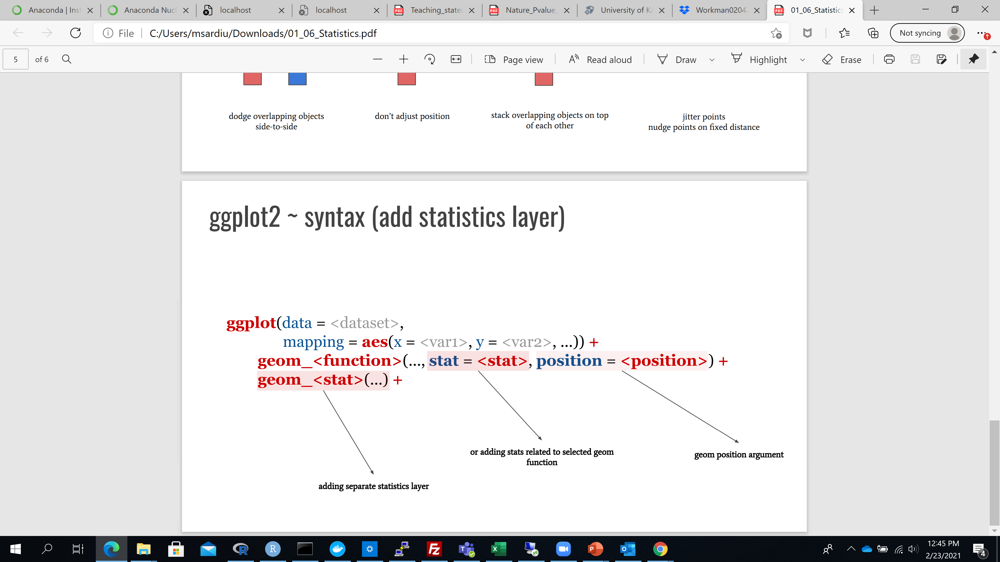 Anaconda | Inst
Anaconda Nucl
localhost
localhost
Teaching_state
Nature_Pvalue_
University of Ka
Workman0204
01_06_Statistics
File
C:/Users/msardiu/Downloads/01_06_Statistics.pdf
Not syncing
5 of 6
Page view
Read aloud
Draw
Highlight
Erase
dodge overlapping objects
side-to-side
don't adjust position
stack overlapping objects on top
of each other
jitter points
nudge points on fixed distance
ggplot2 ~ syntax (add statistics layer)
ggplot(data = <dataset>,
mapping = aes(x = <var1>, y = <var2>, ...)) +
geom_<function>(..., stat = <stat>, position = <position>) +
geom_<stat>(...) +
or adding stats related to selected geom
function
geom position argument
adding separate statistics layer
12:45 PM
2/23/2021
4